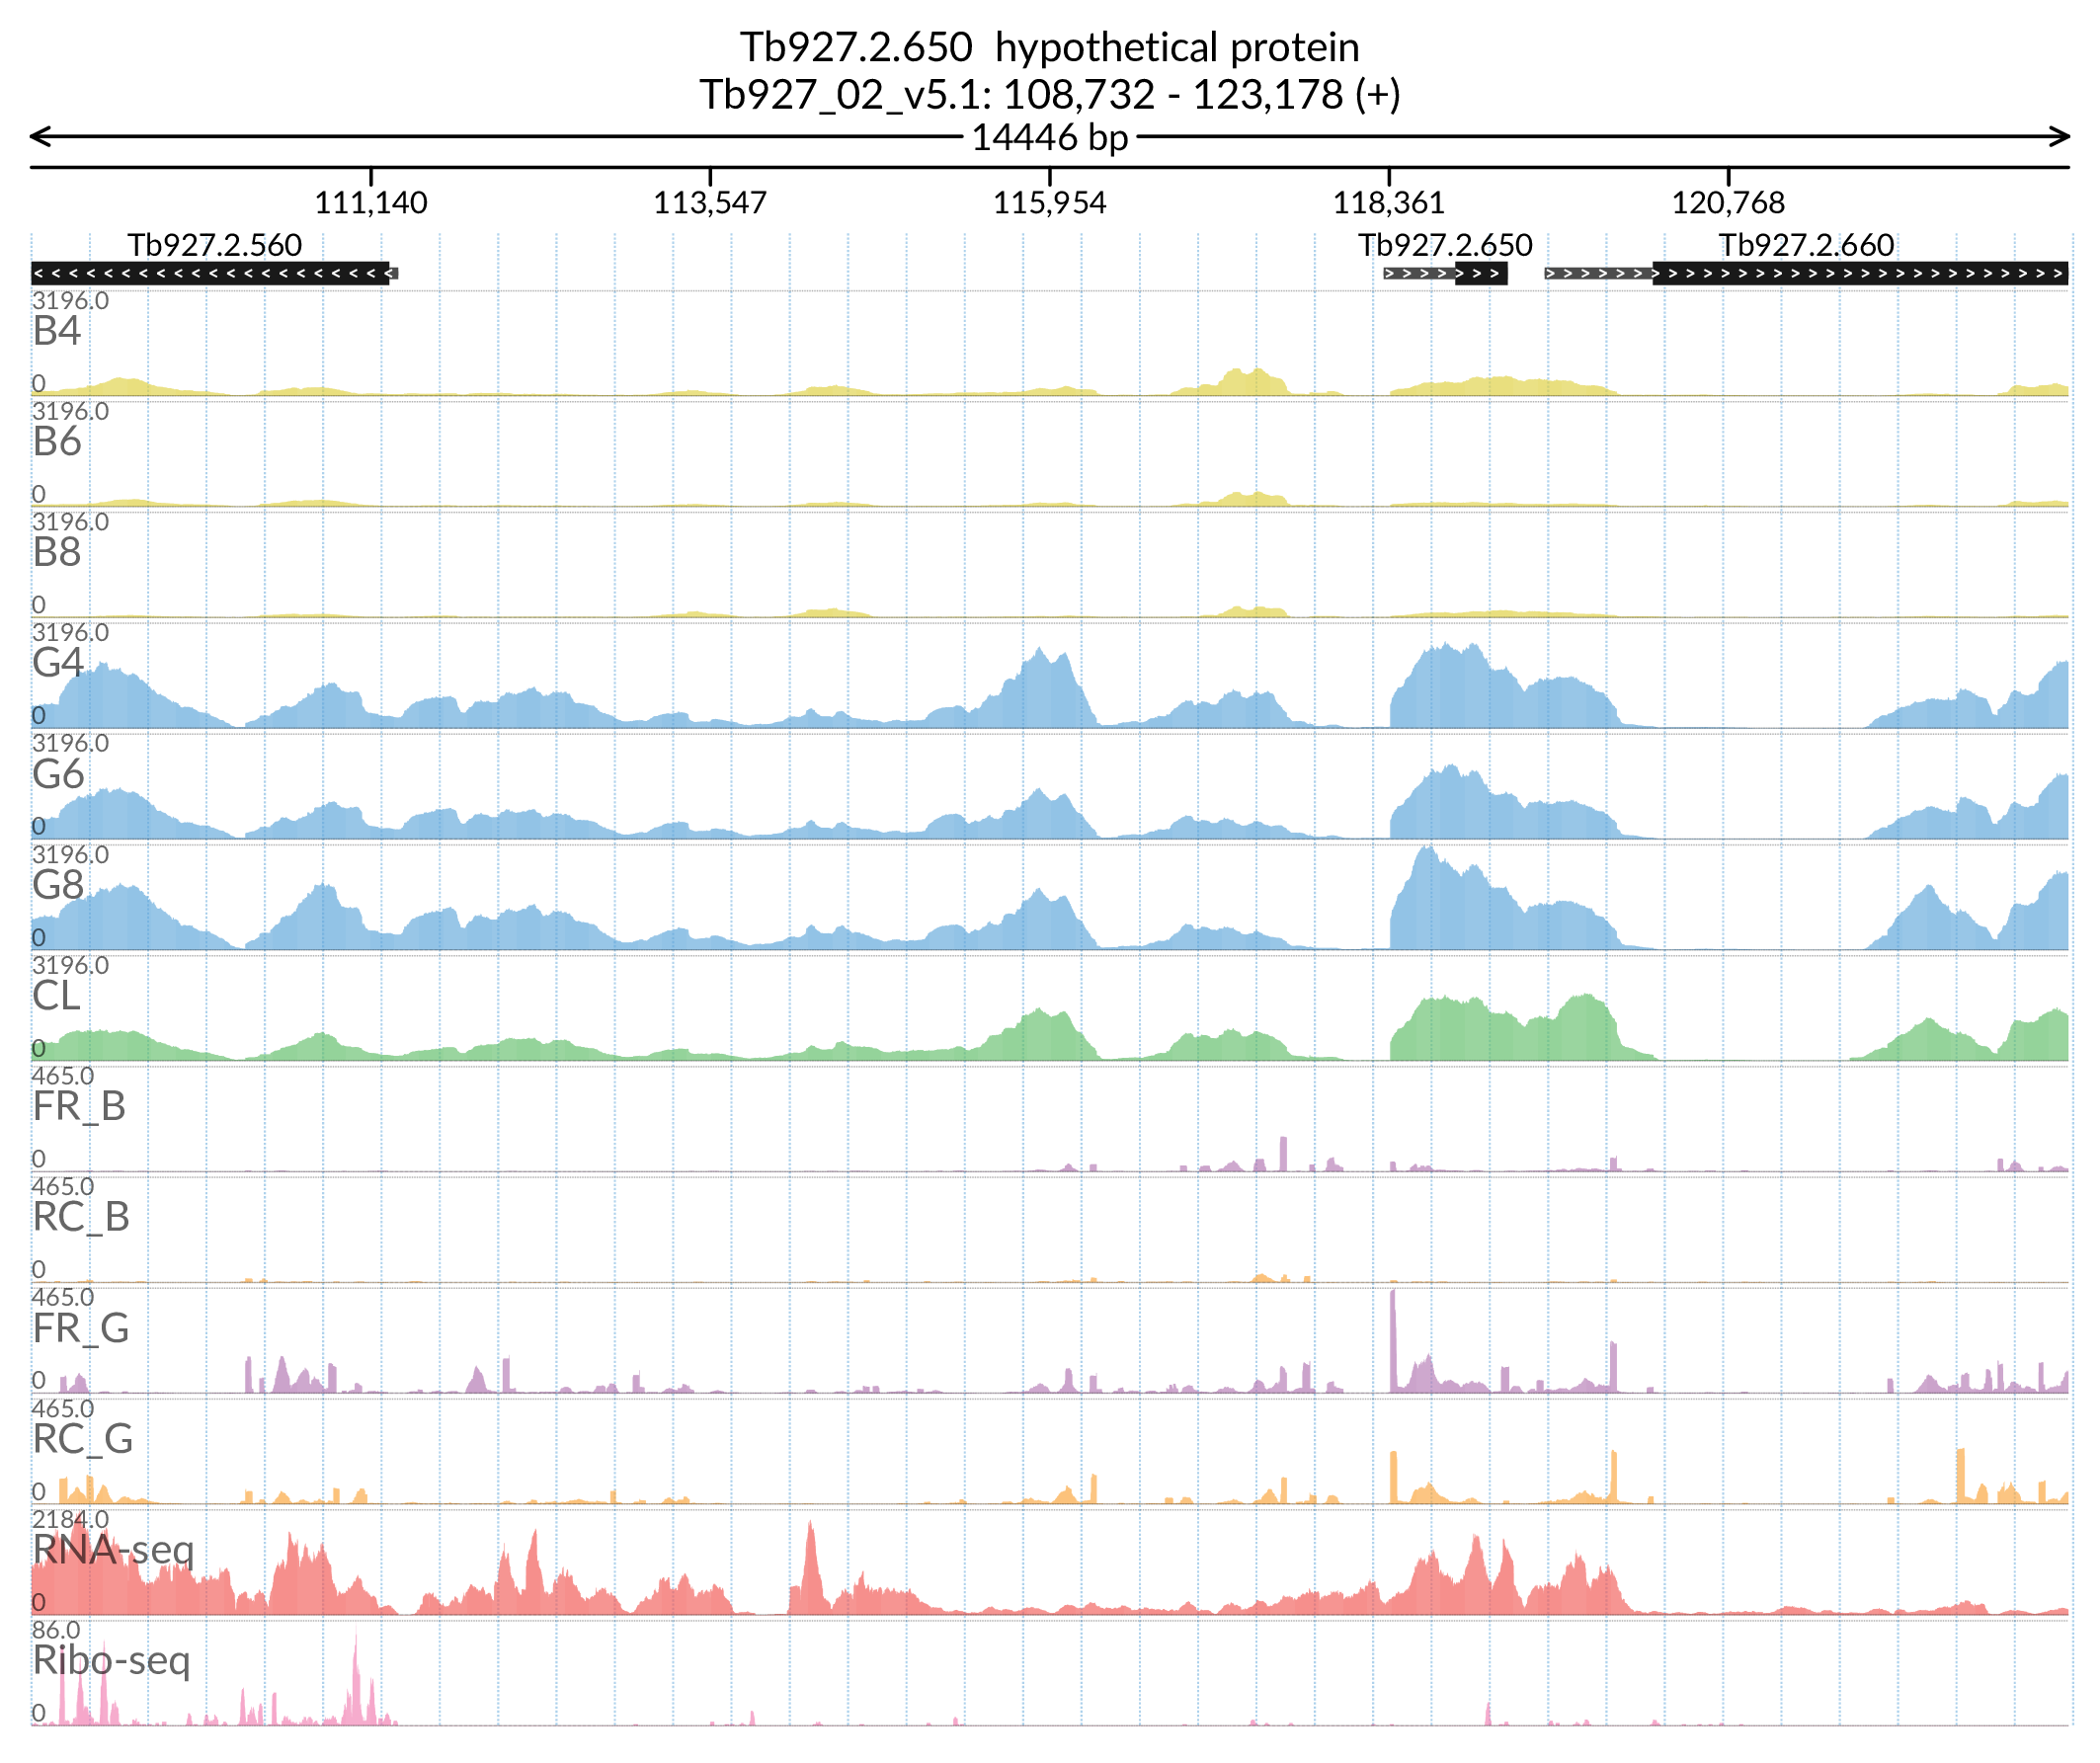 Tb927.2.650 hypothetical protein
Tb927_02_v5.1: 108,732 - 123,178 (+)
14446 bp
111,140 113,547 115,954 118,361 120,768
Tb927.2.560 Tb927.2.650 Tb927.2.660
3196.0
B4
0
3196.0
B6
0
3196.0
B8
0
3196.0
G4
0
3196.0
G6
0
3196.0
G8
0
3196.0
CL
0
465.0
FR_B
0
465.0
RC_B
0
465.0
FR_G
0
465.0
RC_G
0
2184.0
RNA-seq
0
86.0
Ribo-seq
0